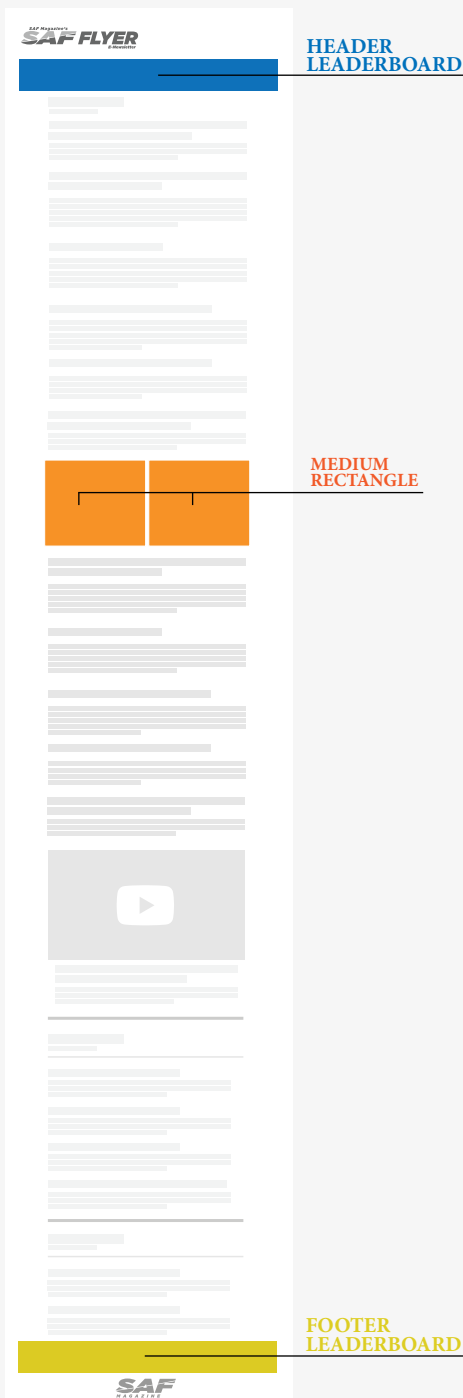 SAF Magazine's
SAF FLYER
E-Newsletter
HEADER
LEADERBOARD
MEDIUM
RECTANGLE
FOOTER
LEADERBOARD
SAF
MAGAZINE